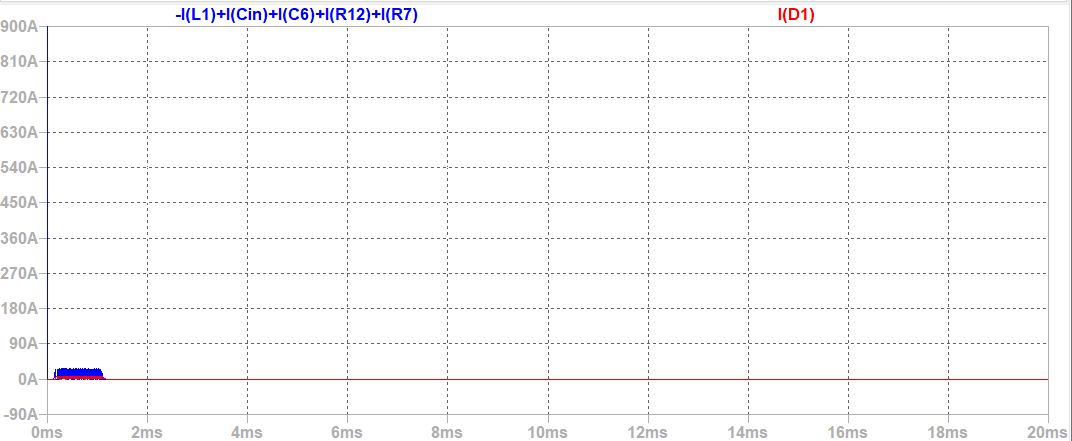 -I(L1)+I(Cin)+I(C6)+I(R12)+I(R7) I(D1)
900A
810A
720A
630A
540A
450A
360A
270A
180A
90A
0A
-90A
0ms 2ms 4ms 6ms 8ms 10ms 12ms 14ms 16ms 18ms 20ms